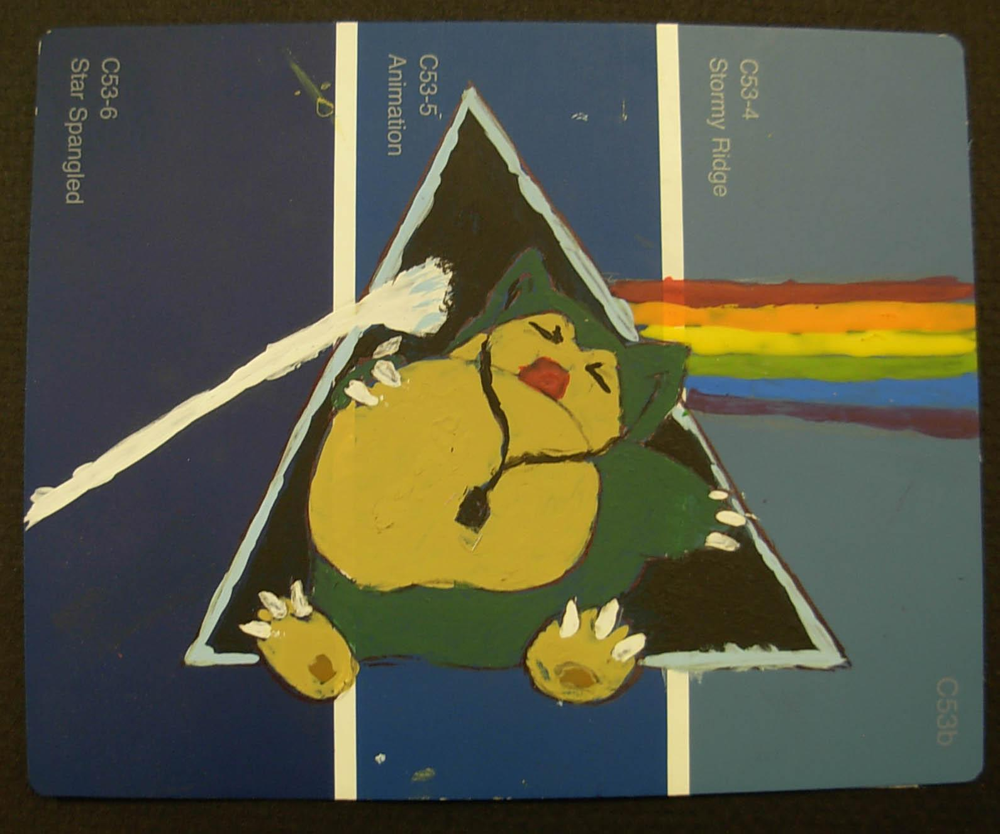 C53-6
Star Spangled
C53-5
Animation
C53-4
Stormy Ridge
C53b